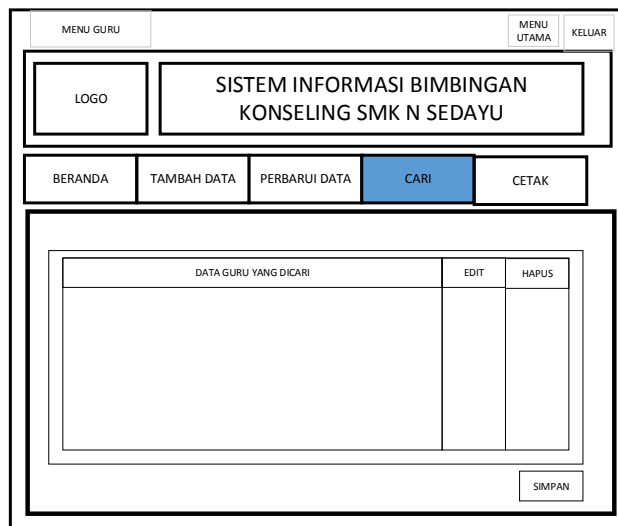 MENU GURU
MENU
UTAMA
KELUAR
LOGO
SISTEM INFORMASI BIMBINGAN
KONSELING SMK N SEDAYU
BERANDA
TAMBAH DATA
PERBARUI DATA
CARI
CETAK
DATA GURU YANG DICARI
EDIT
HAPUS
SIMPAN